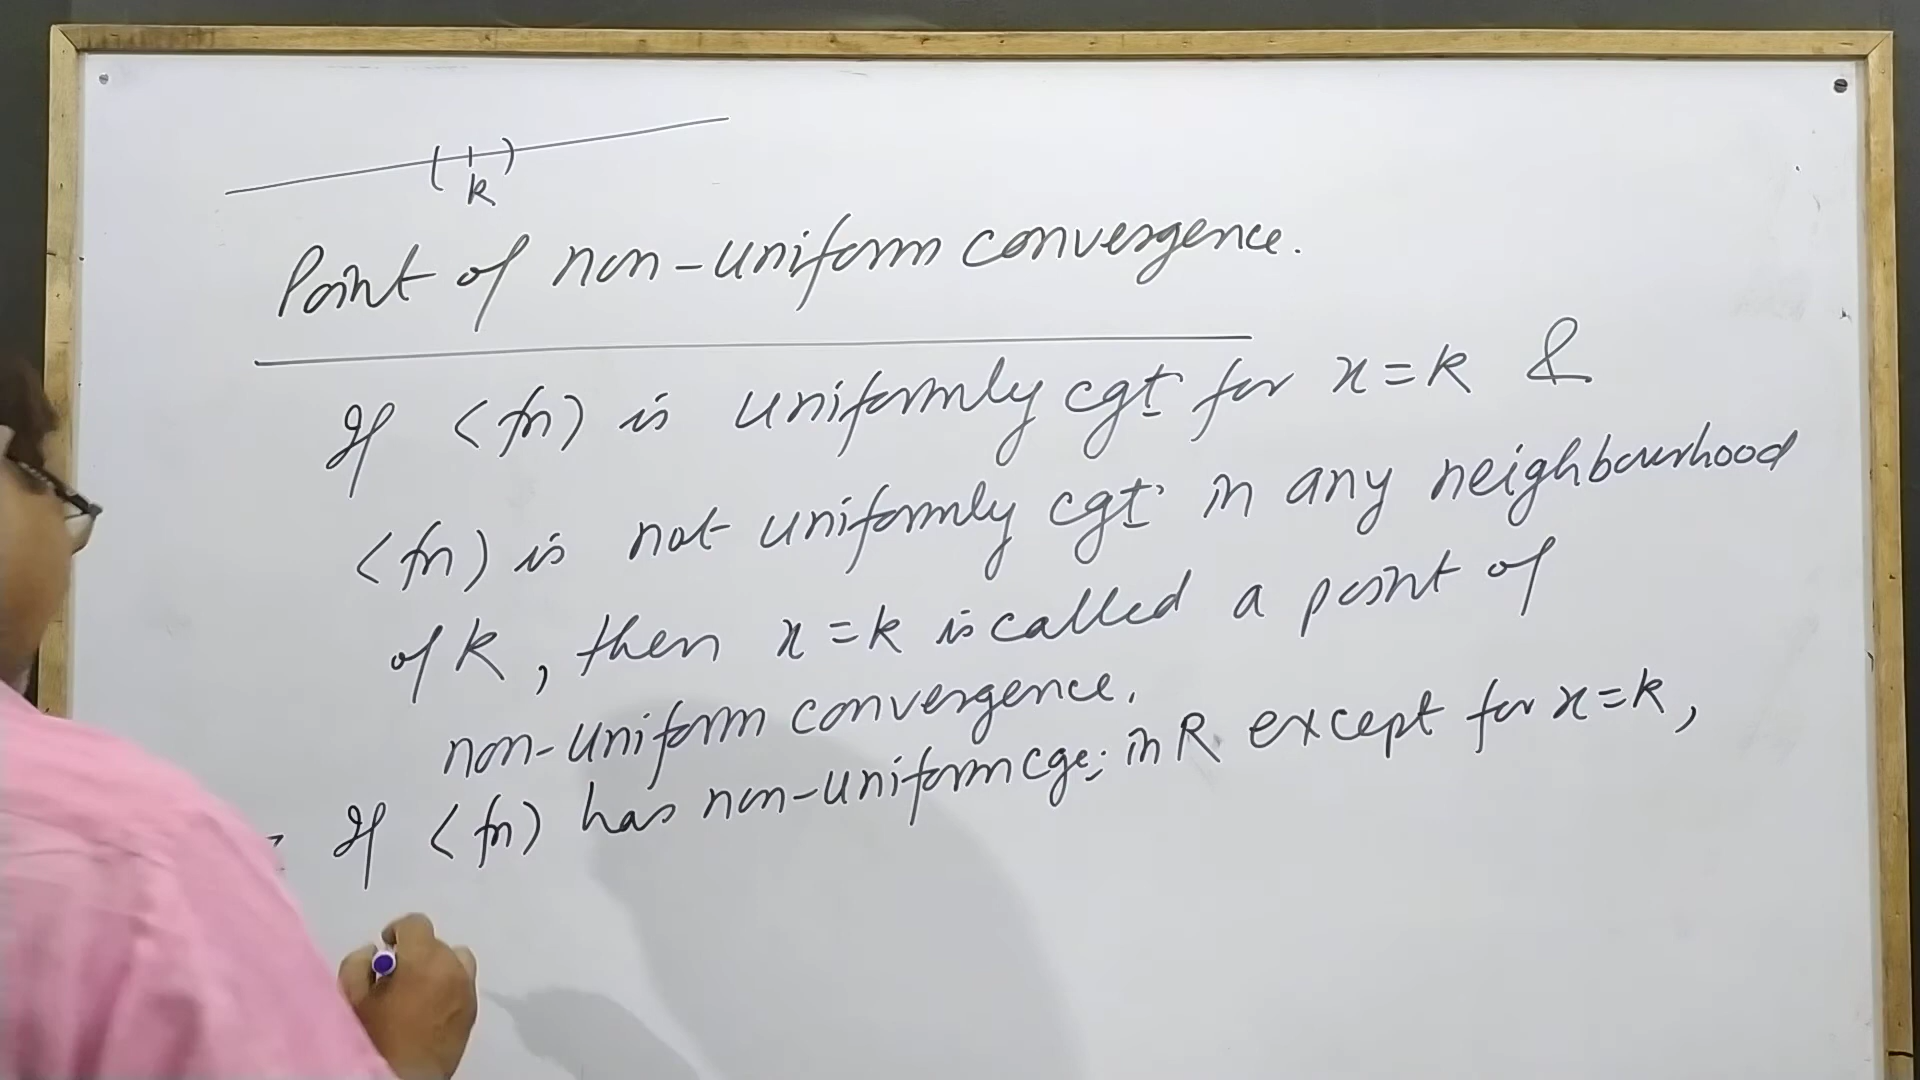 ( k )
Point of non-uniform convergence.
If <fn> is uniformly cgt. for x=k &
<fn> is not uniformly cgt. in any neighbourhood
of k, then x=k is called a point of
non-uniform convergence.
If <fn> has non-uniform cge. in R except for x=k,